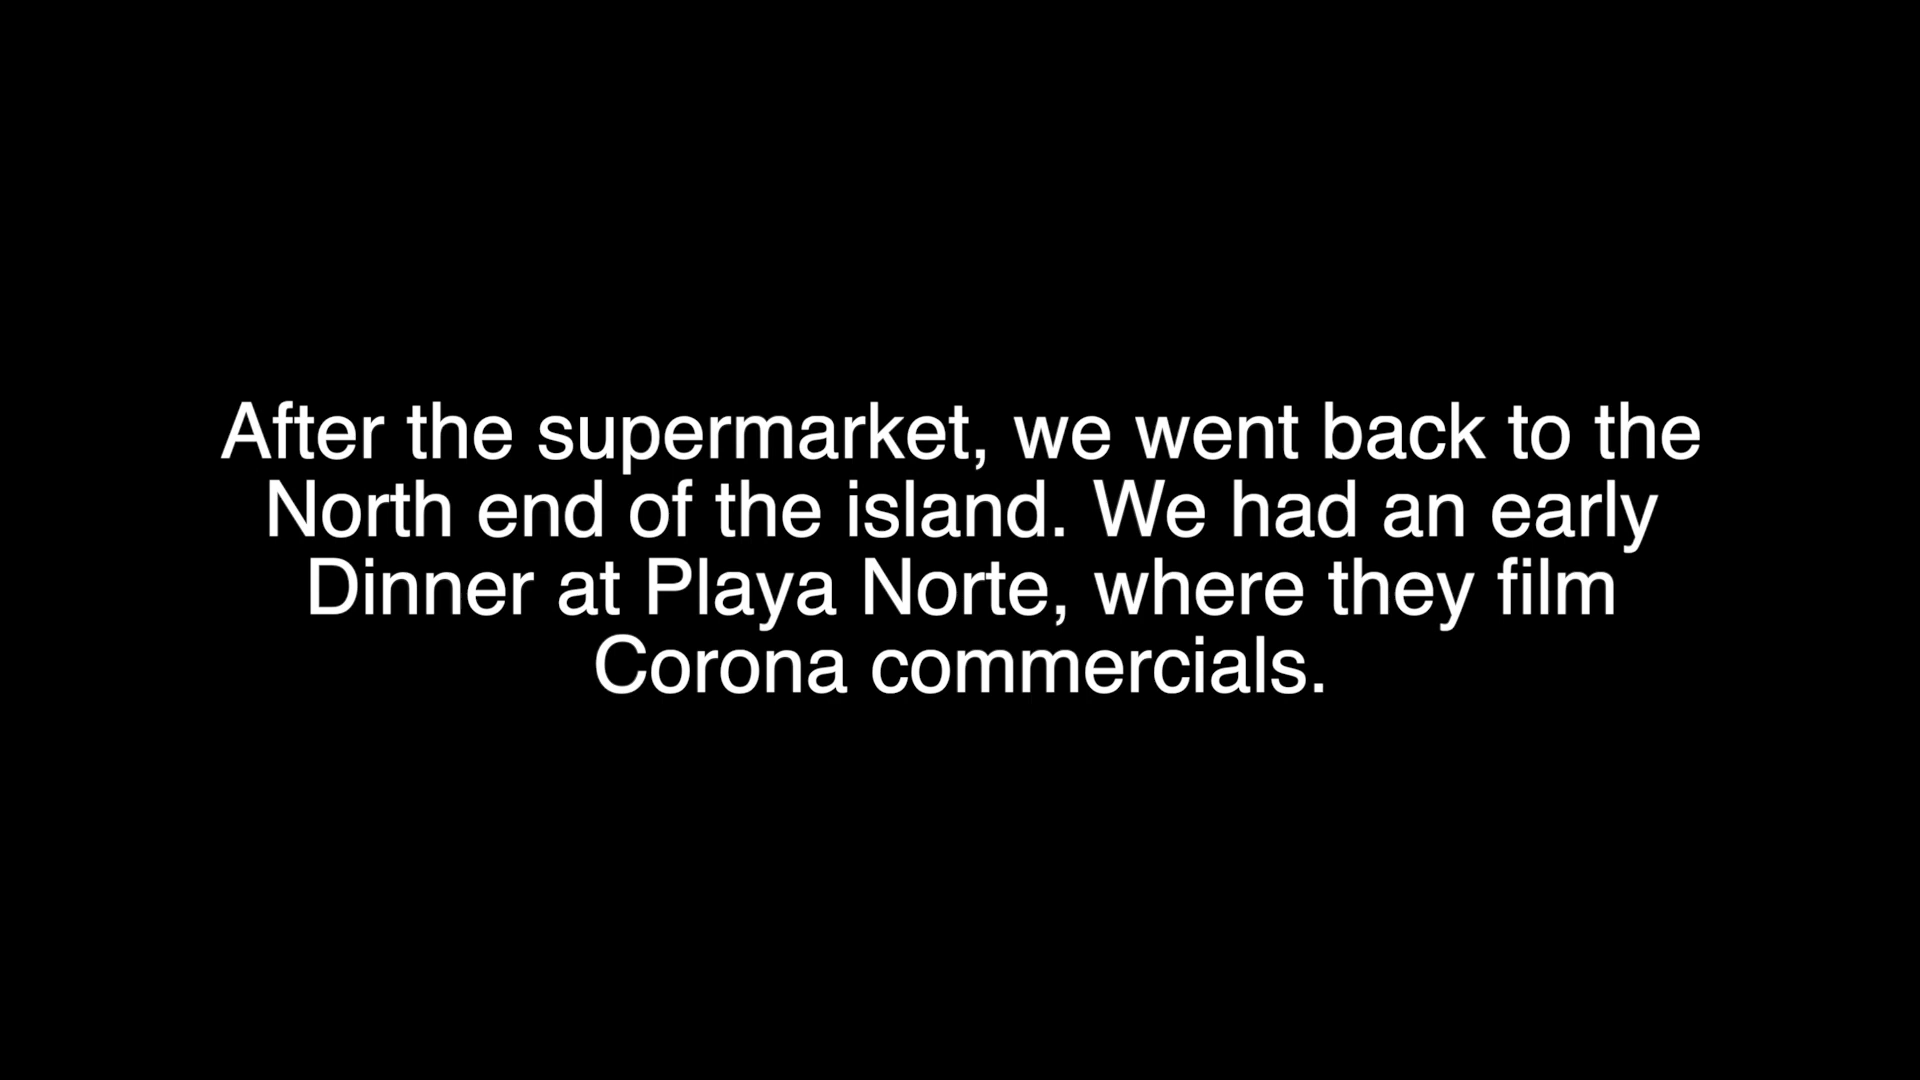 After the supermarket, we went back to the
North end of the island. We had an early
Dinner at Playa Norte, where they film
Corona commercials.